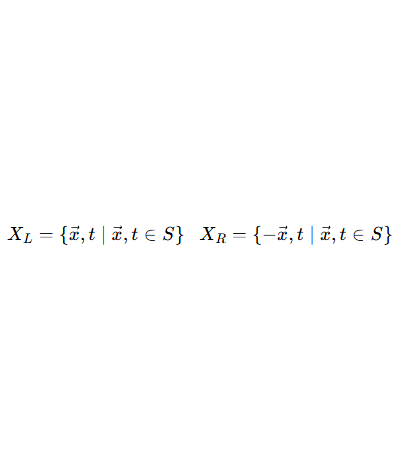 X_L = {x⃗, t | x⃗, t ∈ S} X_R = {−x⃗, t | x⃗, t ∈ S}